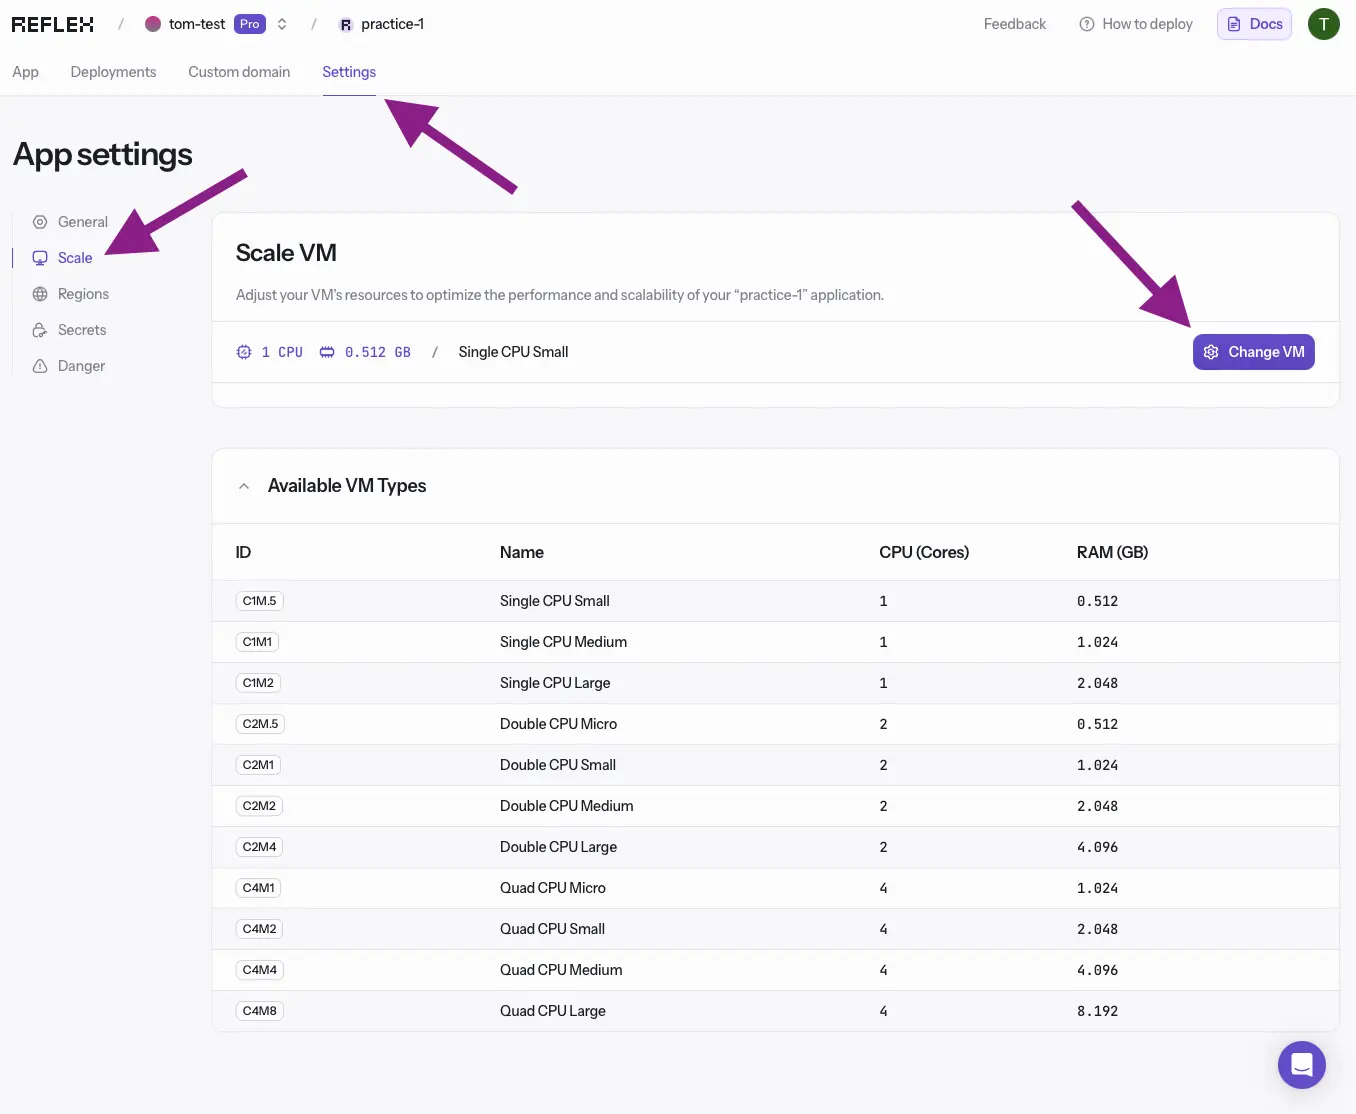 REFLEX / tom-test Pro / R practice-1 Feedback How to deploy Docs T
App Deployments Custom domain Settings
App settings
General
Scale
Regions
Secrets
Danger
Scale VM
Adjust your VM's resources to optimize the performance and scalability of your “practice-1” application.
1 CPU 0.512 GB / Single CPU Small Change VM
Available VM Types
ID Name CPU (Cores) RAM (GB)
C1M.5 Single CPU Small 1 0.512
C1M1 Single CPU Medium 1 1.024
C1M2 Single CPU Large 1 2.048
C2M.5 Double CPU Micro 2 0.512
C2M1 Double CPU Small 2 1.024
C2M2 Double CPU Medium 2 2.048
C2M4 Double CPU Large 2 4.096
C4M1 Quad CPU Micro 4 1.024
C4M2 Quad CPU Small 4 2.048
C4M4 Quad CPU Medium 4 4.096
C4M8 Quad CPU Large 4 8.192